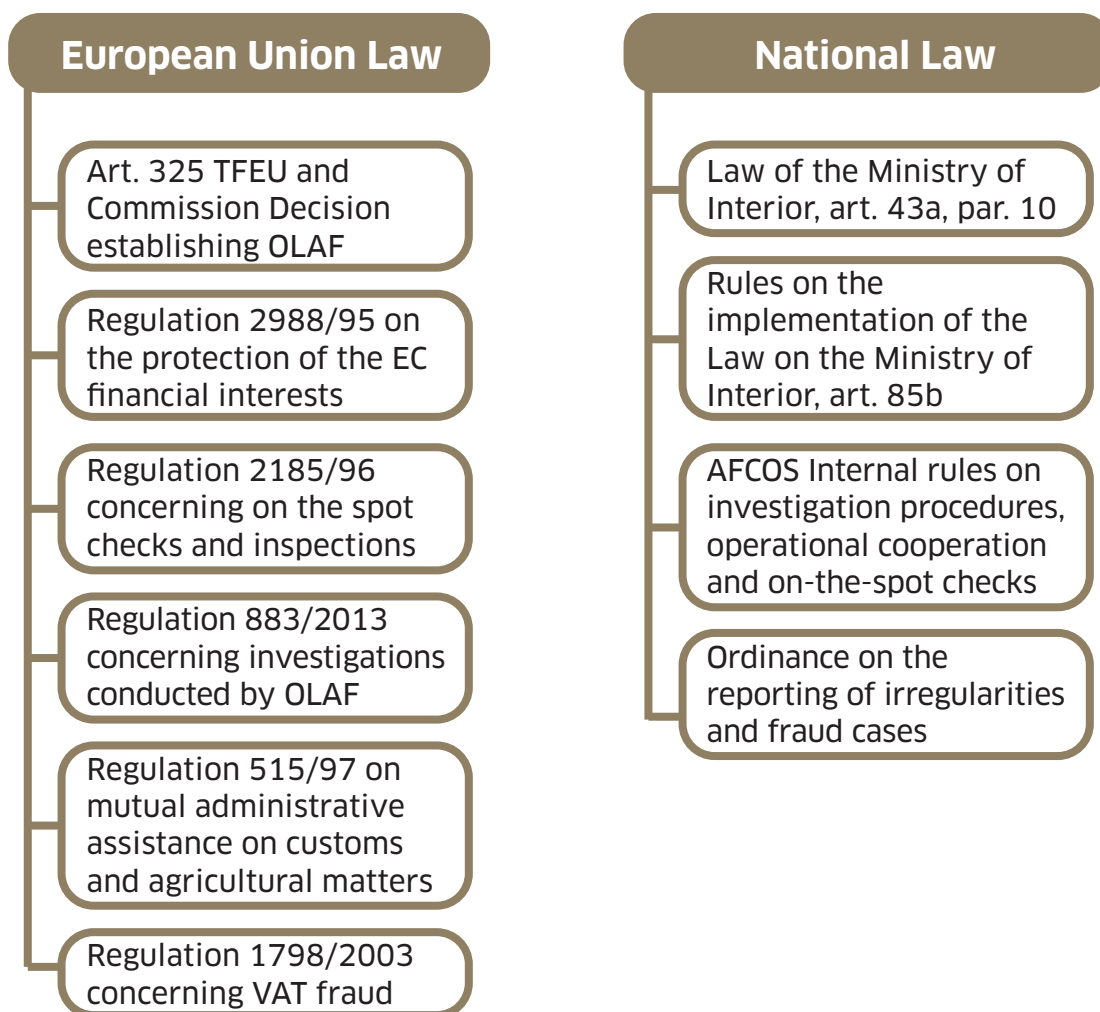 European Union Law
Art. 325 TFEU and
Commission Decision
establishing OLAF
Regulation 2988/95 on
the protection of the EC
financial interests
Regulation 2185/96
concerning on the spot
checks and inspections
Regulation 883/2013
concerning investigations
conducted by OLAF
Regulation 515/97 on
mutual administrative
assistance on customs
and agricultural matters
Regulation 1798/2003
concerning VAT fraud
National Law
Law of the Ministry of
Interior, art. 43a, par. 10
Rules on the
implementation of the
Law on the Ministry of
Interior, art. 85b
AFCOS Internal rules on
investigation procedures,
operational cooperation
and on-the-spot checks
Ordinance on the
reporting of irregularities
and fraud cases